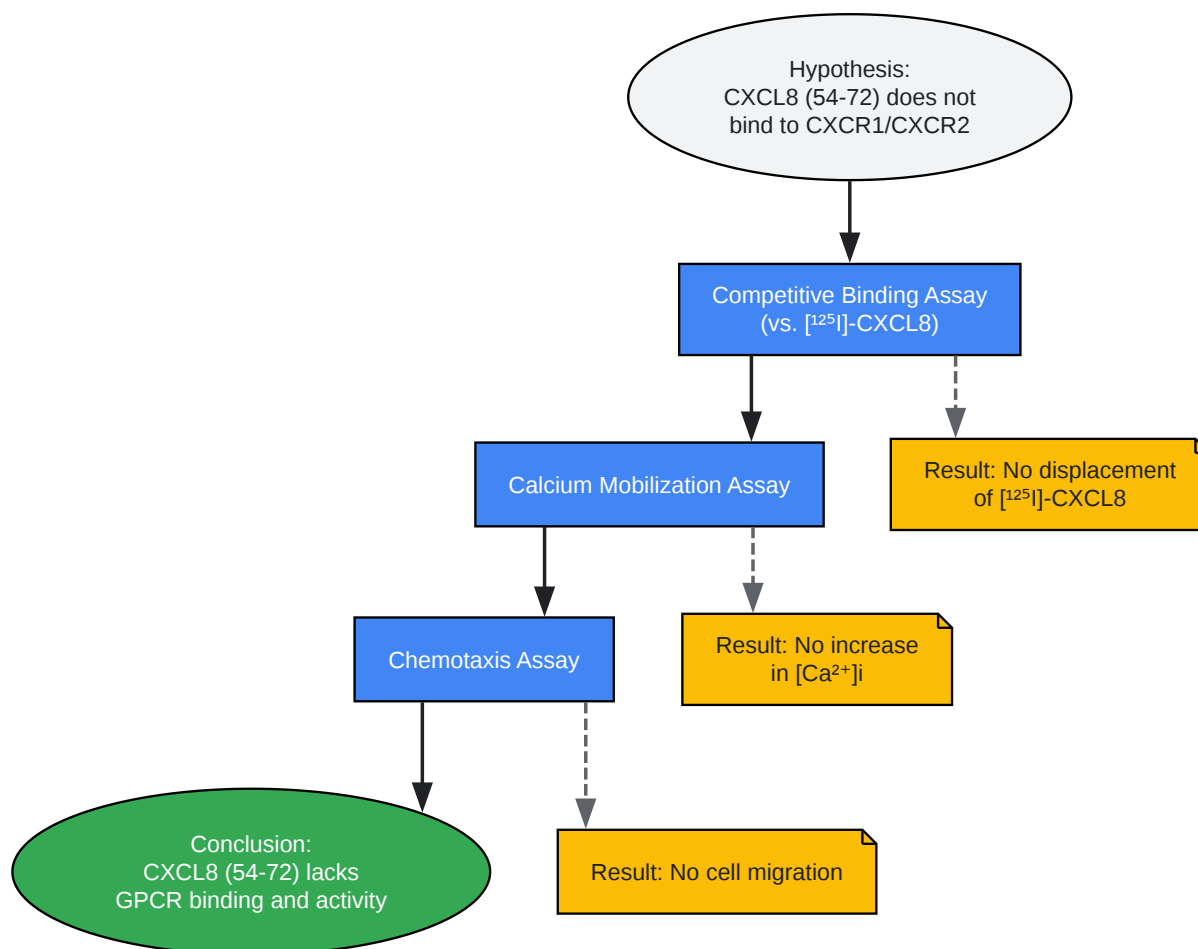 Hypothesis:
CXCL8 (54-72) does not
bind to CXCR1/CXCR2
Competitive Binding Assay
(vs. [¹²⁵I]-CXCL8)
Result: No displacement
of [¹²⁵I]-CXCL8
Calcium Mobilization Assay
Result: No increase
in [Ca²⁺]i
Chemotaxis Assay
Result: No cell migration
Conclusion:
CXCL8 (54-72) lacks
GPCR binding and activity